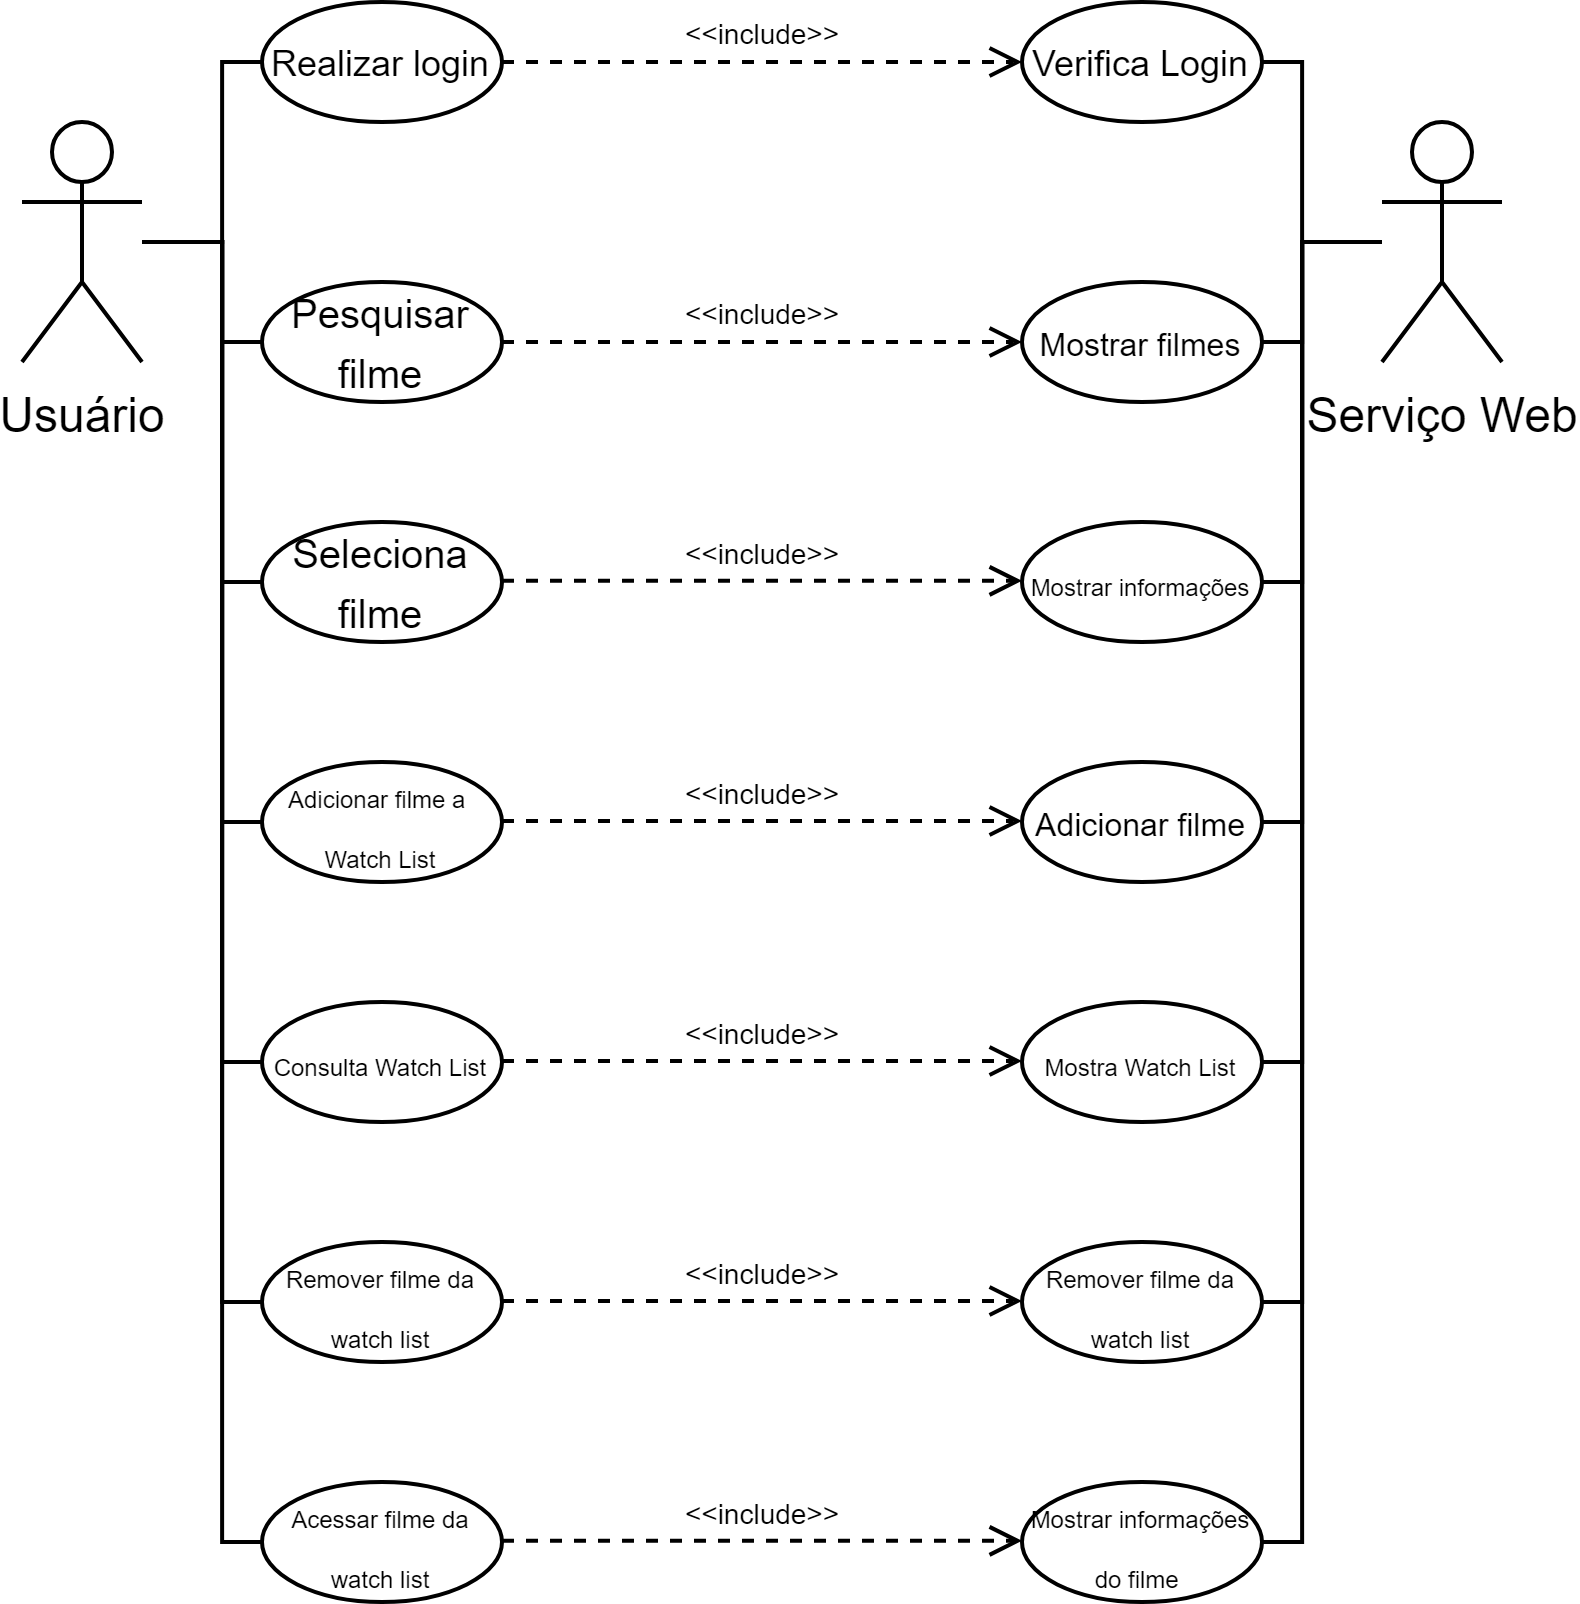 <<include>>
Realizar login
Verifica Login
<<include>>
Pesquisar
filme
Mostrar filmes
Usuário
Serviço Web
<<include>>
Seleciona
filme
Mostrar informações
<<include>>
Adicionar filme a
Watch List
Adicionar filme
<<include>>
Consulta Watch List
Mostra Watch List
<<include>>
Remover filme da
watch list
Remover filme da
watch list
<<include>>
Acessar filme da
watch list
Mostrar informações
do filme